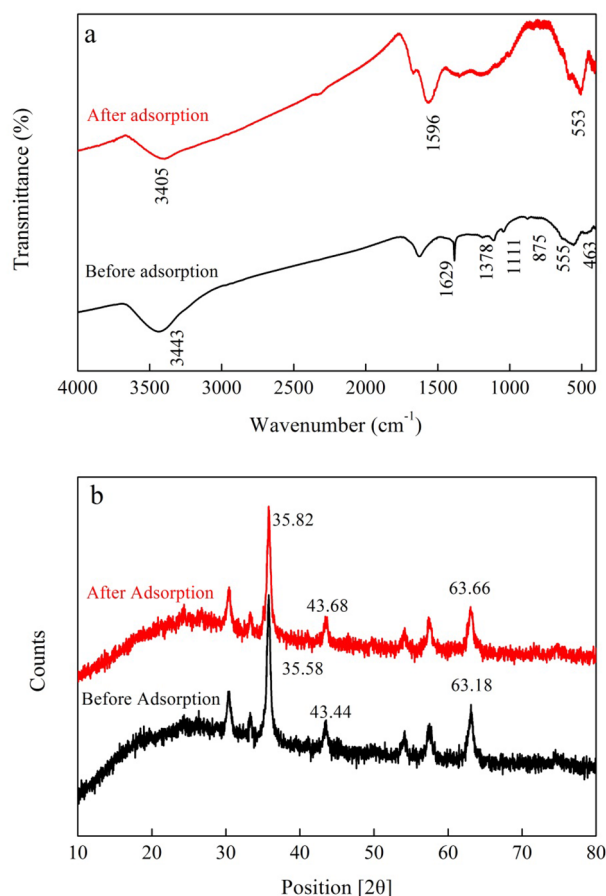 a
Transmittance (%)
After adsorption
3405
1596
553
Before adsorption
3443
1629
1378
1111
875
555
463
4000 3500 3000 2500 2000 1500 1000 500
Wavenumber (cm⁻¹)
b
Counts
35.82
After Adsorption
43.68
63.66
35.58
Before Adsorption
43.44
63.18
10 20 30 40 50 60 70 80
Position [2θ]